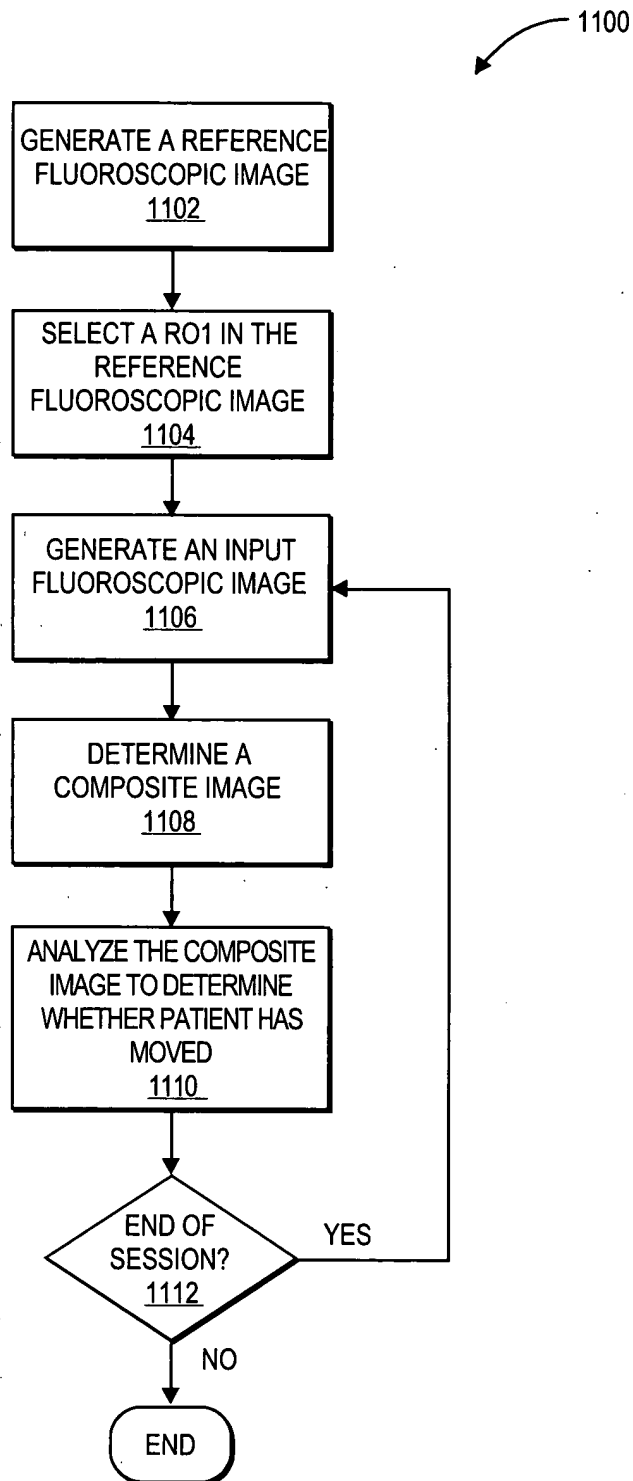 1100
GENERATE A REFERENCE
FLUOROSCOPIC IMAGE
1102
SELECT A RO1 IN THE
REFERENCE
FLUOROSCOPIC IMAGE
1104
GENERATE AN INPUT
FLUOROSCOPIC IMAGE
1106
DETERMINE A
COMPOSITE IMAGE
1108
ANALYZE THE COMPOSITE
IMAGE TO DETERMINE
WHETHER PATIENT HAS
MOVED
1110
END OF
SESSION?
1112
YES
NO
END